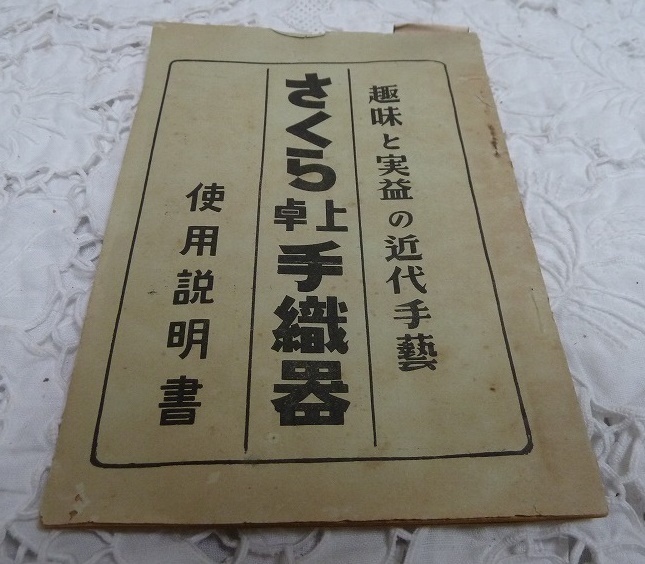 趣味と実益の近代手藝
さくら卓上手織器
使用説明書